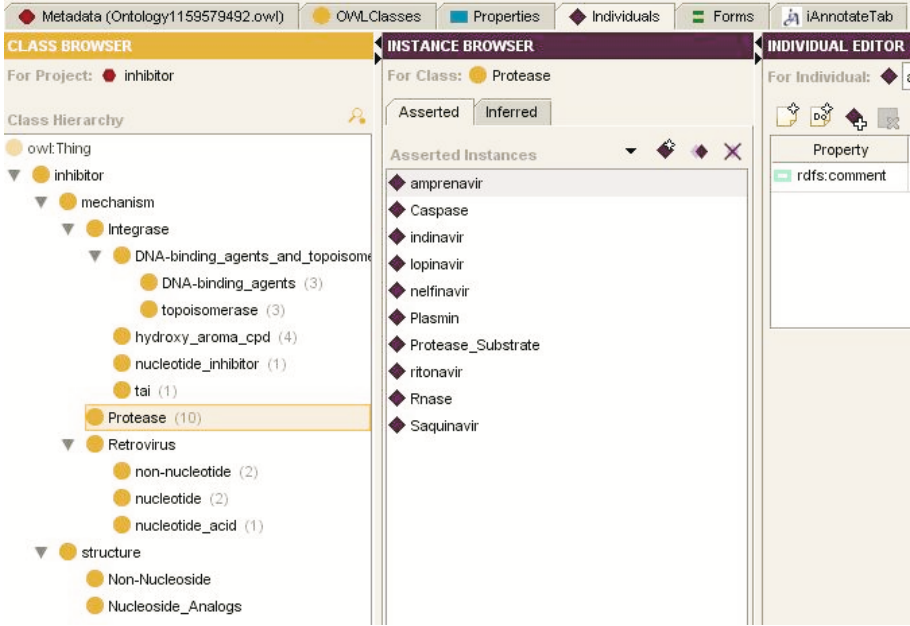 Metadata (Ontology1159579492.owl) OWLClasses Properties Individuals Forms iAnnotateTab
CLASS BROWSER
For Project: inhibitor
Class Hierarchy
owl:Thing
inhibitor
mechanism
Integrase
DNA-binding_agents_and_topoisome
DNA-binding_agents (3)
topoisomerase (3)
hydroxy_aroma_cpd (4)
nucleotide_inhibitor (1)
tai (1)
Protease (10)
Retrovirus
non-nucleotide (2)
nucleotide (2)
nucleotide_acid (1)
structure
Non-Nucleoside
Nucleoside_Analogs
INSTANCE BROWSER
For Class: Protease
Asserted Inferred
Asserted Instances
amprenavir
Caspase
indinavir
lopinavir
nelfinavir
Plasmin
Protease_Substrate
ritonavir
Rnase
Saquinavir
INDIVIDUAL EDITOR
For Individual:
Property
rdfs:comment